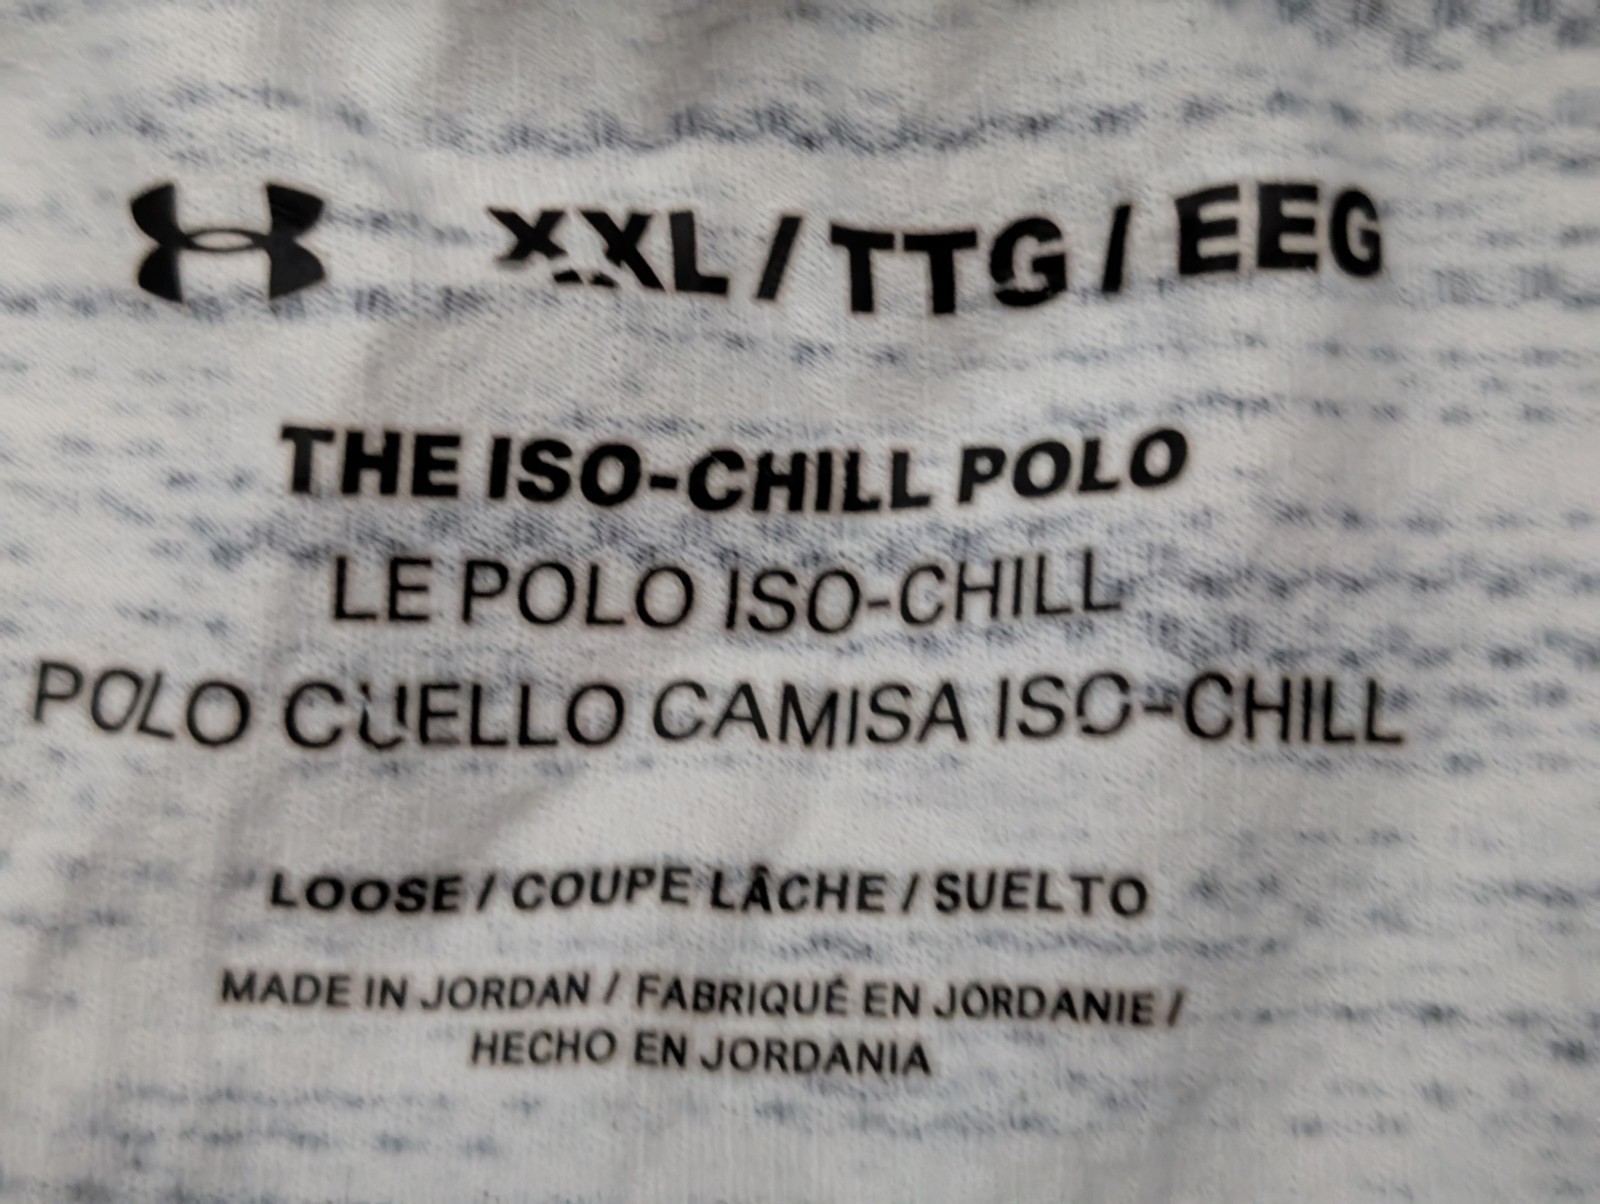 XXL / TTG / EEG
THE ISO-CHILL POLO
LE POLO ISO-CHILL
POLO CUELLO CAMISA ISO-CHILL
LOOSE / COUPE LÂCHE / SUELTO
MADE IN JORDAN / FABRIQUÉ EN JORDANIE /
HECHO EN JORDANIA